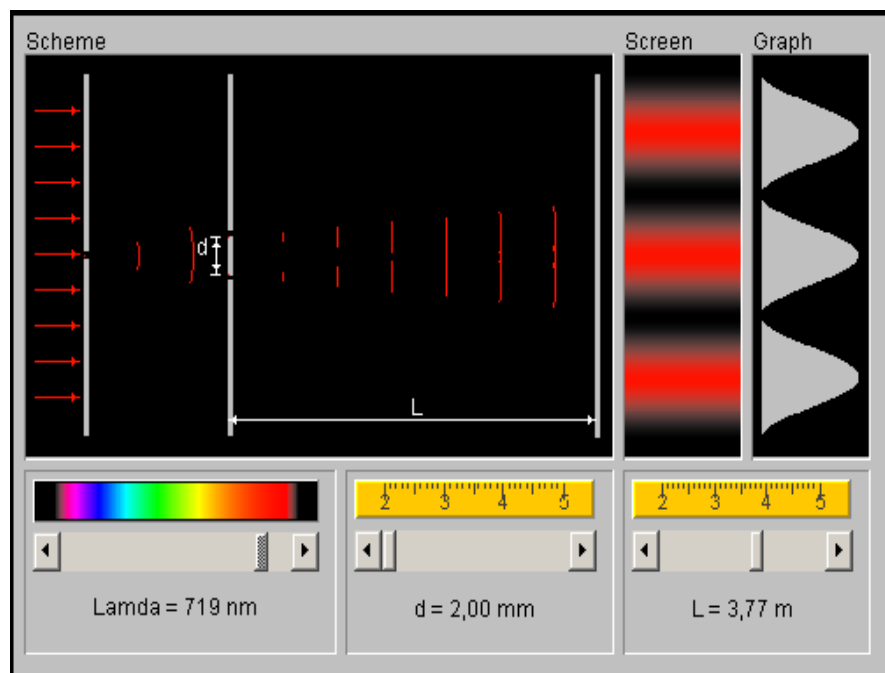 Scheme
Screen
Graph
d
L
2 3 4 5
2 3 4 5
Lamda = 719 nm
d = 2,00 mm
L = 3,77 m